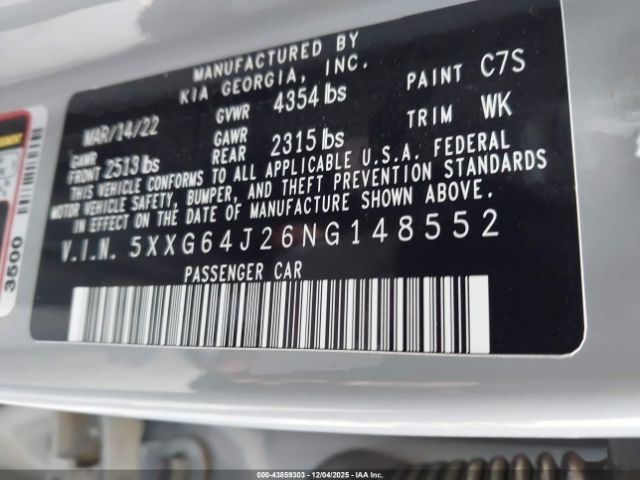 MANUFACTURED BY
KIA GEORGIA, INC.
PAINT C7S
MAR/14/22
GVWR 4354 lbs
TRIM WK
GAWR FRONT 2513 lbs
GAWR REAR 2315 lbs
THIS VEHICLE CONFORMS TO ALL APPLICABLE U.S.A. FEDERAL
MOTOR VEHICLE SAFETY, BUMPER, AND THEFT PREVENTION STANDARDS
IN EFFECT ON THE DATE OF MANUFACTURE SHOWN ABOVE.
V.I.N. 5XXG64J26NG148552
PASSENGER CAR
3500
000-43859303 - 12/04/2025 - IAA Inc.